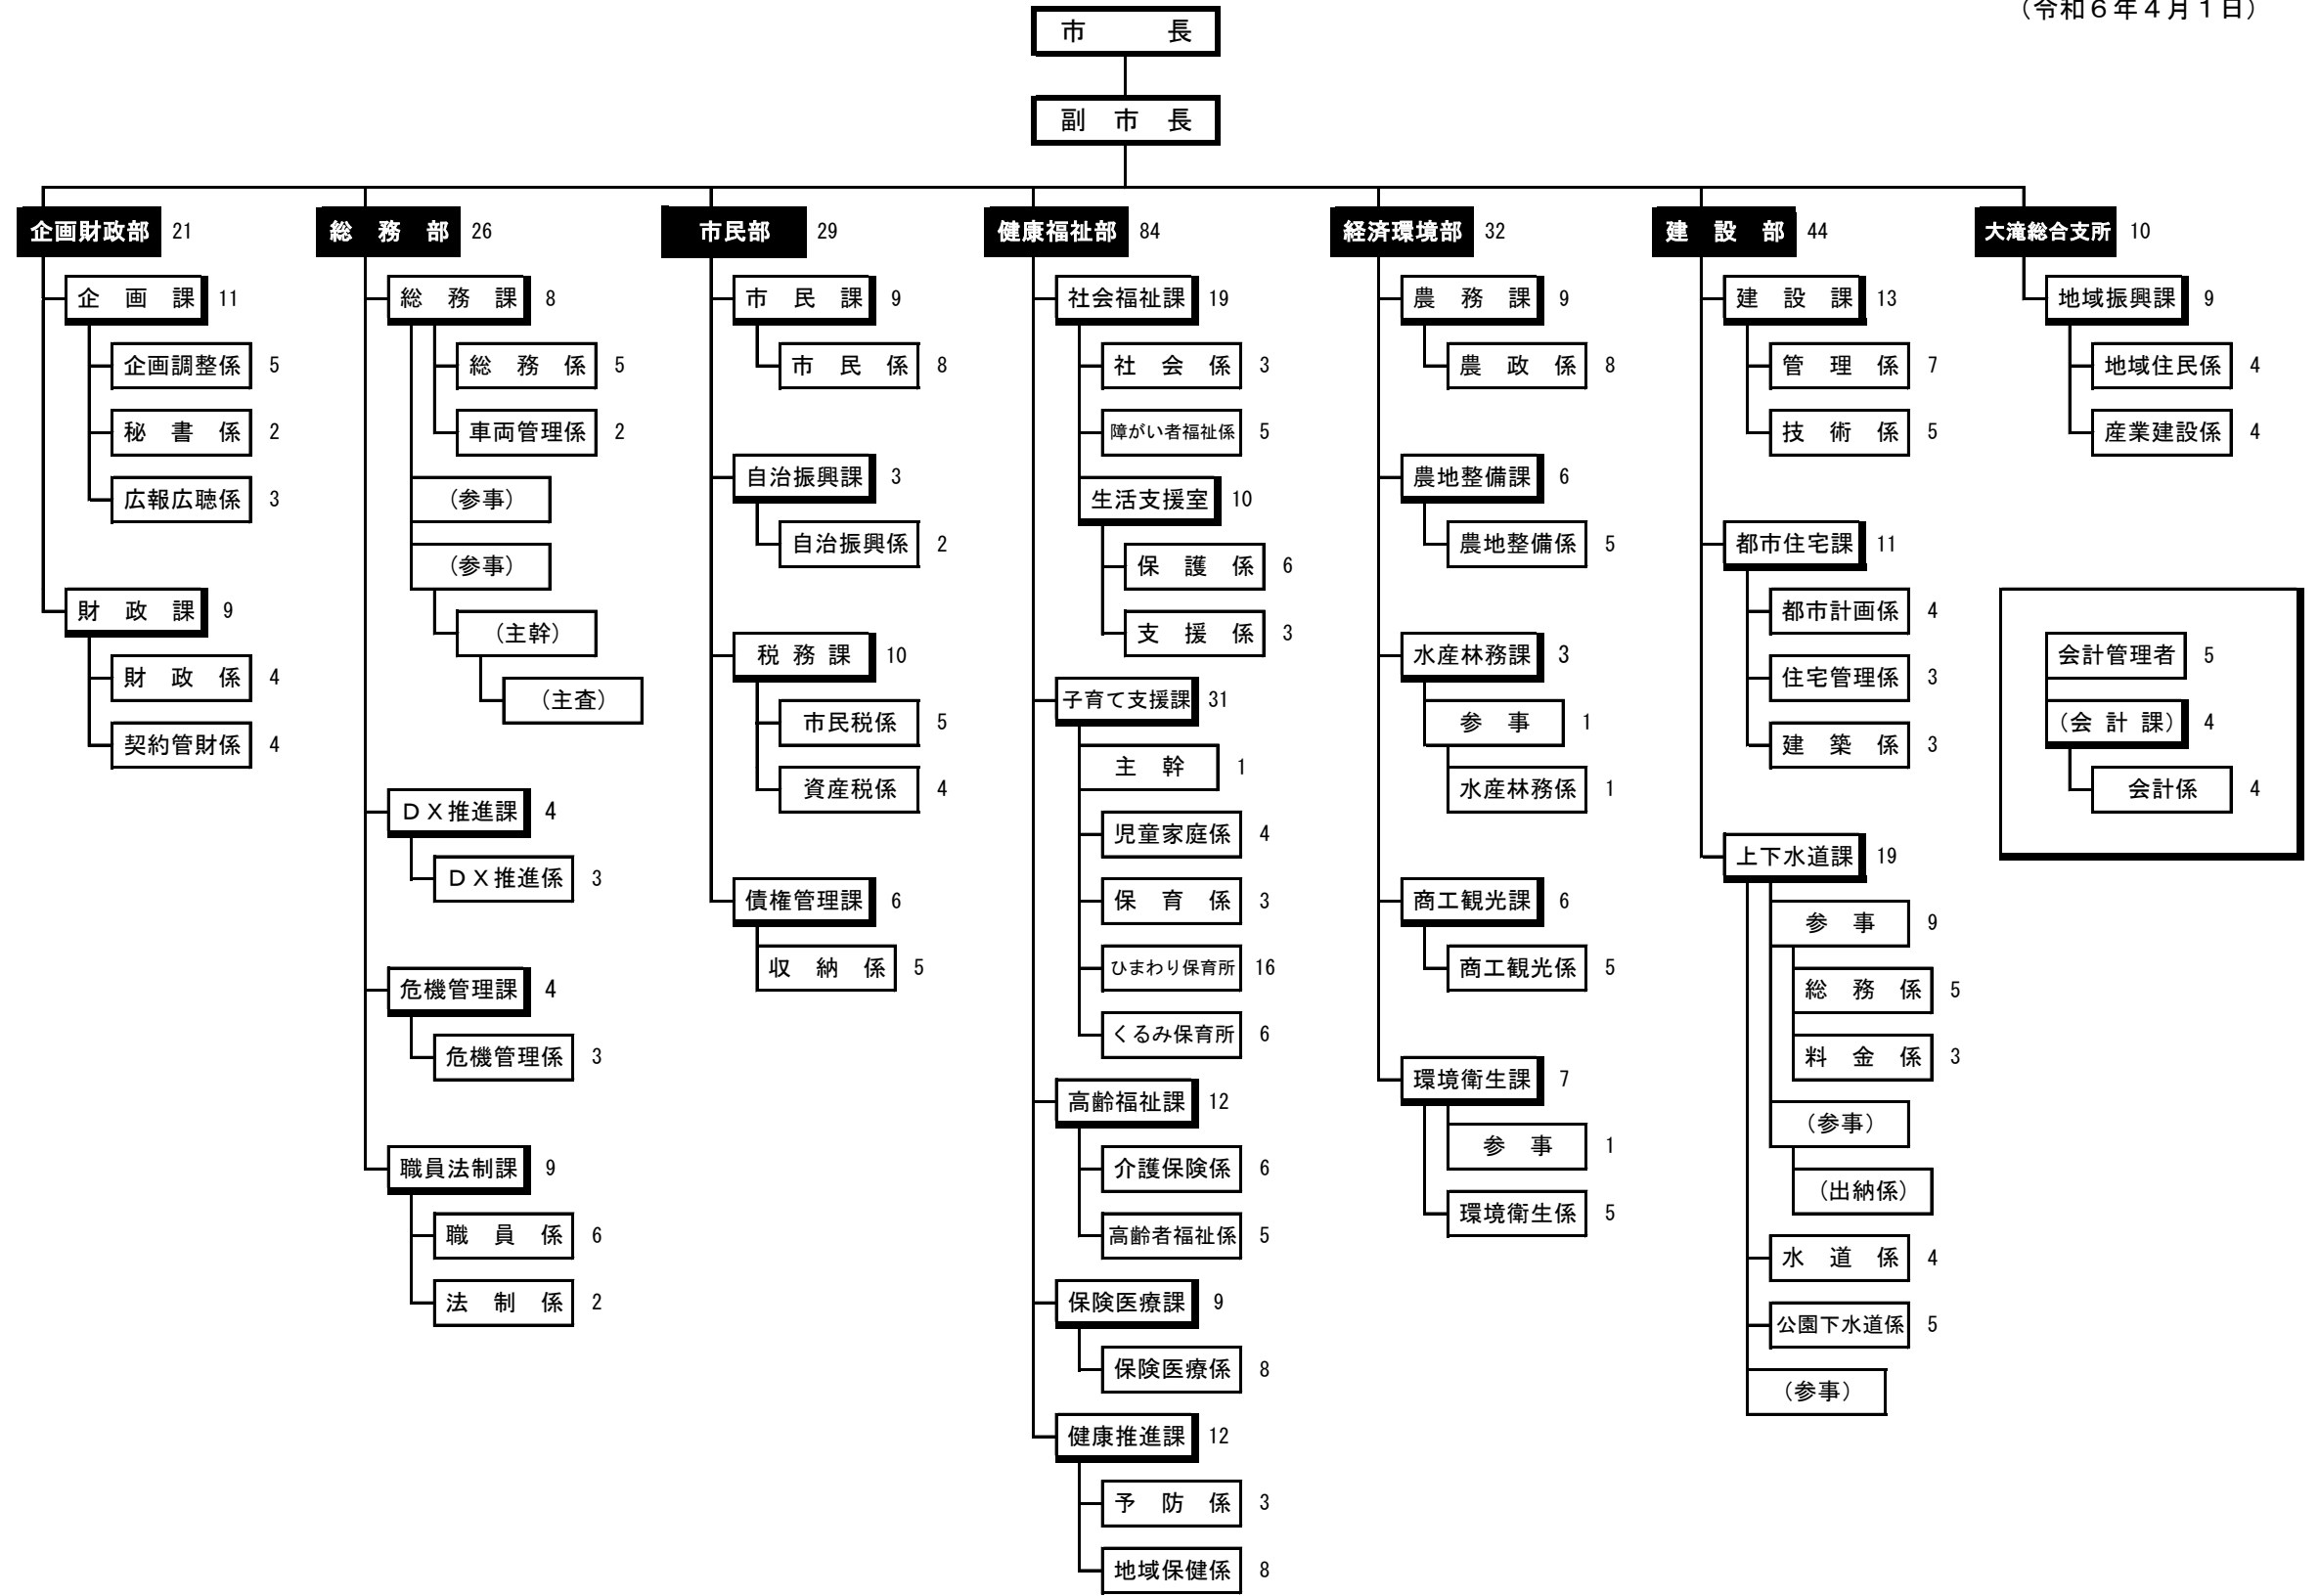 （令和６年４月１日）
市　長
副　市　長
企画財政部 21
企　画　課 11
企画調整係 5
秘　書　係 2
広報広聴係 3
財　政　課 9
財　政　係 4
契約管財係 4
総　務　部 26
総　務　課 8
総　務　係 5
車両管理係 2
（参事）
（参事）
（主幹）
（主査）
ＤＸ推進課 4
ＤＸ推進係 3
危機管理課 4
危機管理係 3
職員法制課 9
職　員　係 6
法　制　係 2
市民部 29
市　民　課 9
市　民　係 8
自治振興課 3
自治振興係 2
税 務 課 10
市民税係 5
資産税係 4
債権管理課 6
収　納　係 5
健康福祉部 84
社会福祉課 19
社　会　係 3
障がい者福祉係 5
生活支援室 10
保　護　係 6
支　援　係 3
子育て支援課 31
主　幹 1
児童家庭係 4
保　育　係 3
ひまわり保育所 16
くるみ保育所 6
高齢福祉課 12
介護保険係 6
高齢者福祉係 5
保険医療課 9
保険医療係 8
健康推進課 12
予　防　係 3
地域保健係 8
経済環境部 32
農　務　課 9
農　政　係 8
農地整備課 6
農地整備係 5
水産林務課 3
参　事 1
水産林務係 1
商工観光課 6
商工観光係 5
環境衛生課 7
参　事 1
環境衛生係 5
建　設　部 44
建　設　課 13
管　理　係 7
技　術　係 5
都市住宅課 11
都市計画係 4
住宅管理係 3
建　築　係 3
上下水道課 19
参　事 9
総　務　係 5
料　金　係 3
（参事）
（出納係）
水　道　係 4
公園下水道係 5
（参事）
大滝総合支所 10
地域振興課 9
地域住民係 4
産業建設係 4
会計管理者 5
（会 計 課） 4
会計係 4